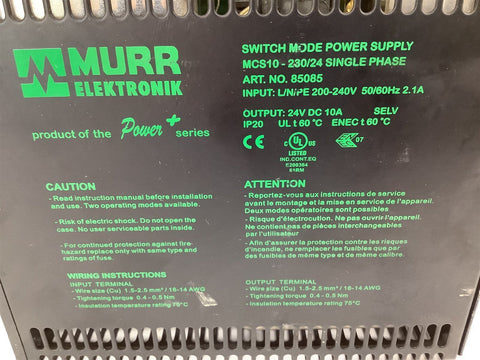 MURR
ELEKTRONIK
product of the Power+ series
SWITCH MODE POWER SUPPLY
MCS10 - 230/24 SINGLE PHASE
ART. NO. 85085
INPUT: L/N/PE 200-240V 50/60Hz 2.1A
OUTPUT: 24V DC 10A SELV
IP20 UL t 60 °C ENEC t 60 °C
CE c UL US LISTED 07
IND.CONT.EQ
E200364
81RM
CAUTION
- Read instruction manual before installation
and use. Two operating modes available.
- Risk of electric shock. Do not open the
case. No user serviceable parts inside.
- For continued protection against fire-
hazard replace only with same type and
ratings of fuse.
WIRING INSTRUCTIONS
INPUT TERMINAL
- Wire size (Cu) 1.5-2.5 mm² / 16-14 AWG
- Tightening torque 0.4 - 0.5 Nm
- Insulation temperature rating 75°C
ATTENTION
- Reportez-vous aux instructions de service
avant le montage et la mise en service de l'appareil.
Deux modes opératoires sont possibles
- Risque d'électrocution. Ne pas ouvrir l'appareil.
Ne contient pas de pièces interchangeables
par l'utilisateur
- Afin d'assurer la protection contre les risques
d'incendie, ne remplacer les fusibles que par
des fusibles de même type et de même calibre.
OUTPUT TERMINAL
- Wire size (Cu) 1.5-2.5 mm² / 16-14 AWG
- Tightening torque 0.4 - 0.5 Nm
- Insulation temperature rating 75°C